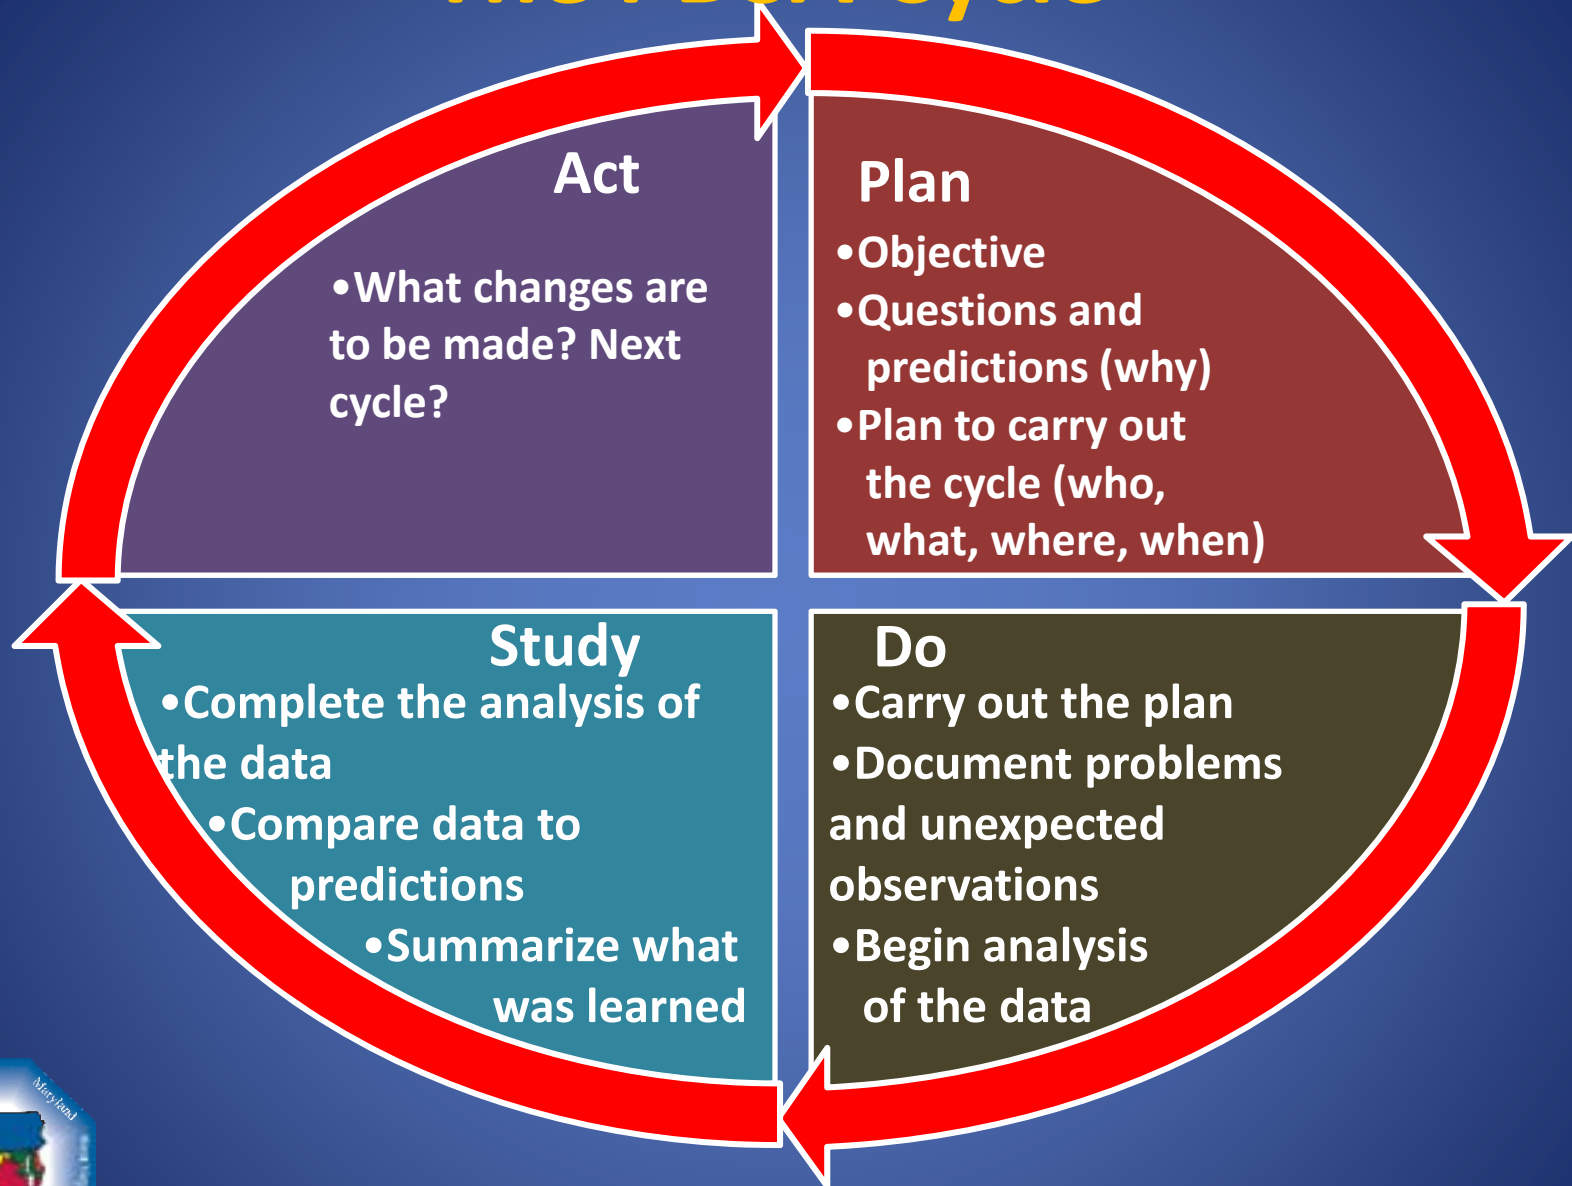 Act
•What changes are
to be made? Next
cycle?
Plan
•Objective
•Questions and
predictions (why)
•Plan to carry out
the cycle (who,
what, where, when)
Study
•Complete the analysis of
the data
•Compare data to
predictions
•Summarize what
was learned
Do
•Carry out the plan
•Document problems
and unexpected
observations
•Begin analysis
of the data
Maryland